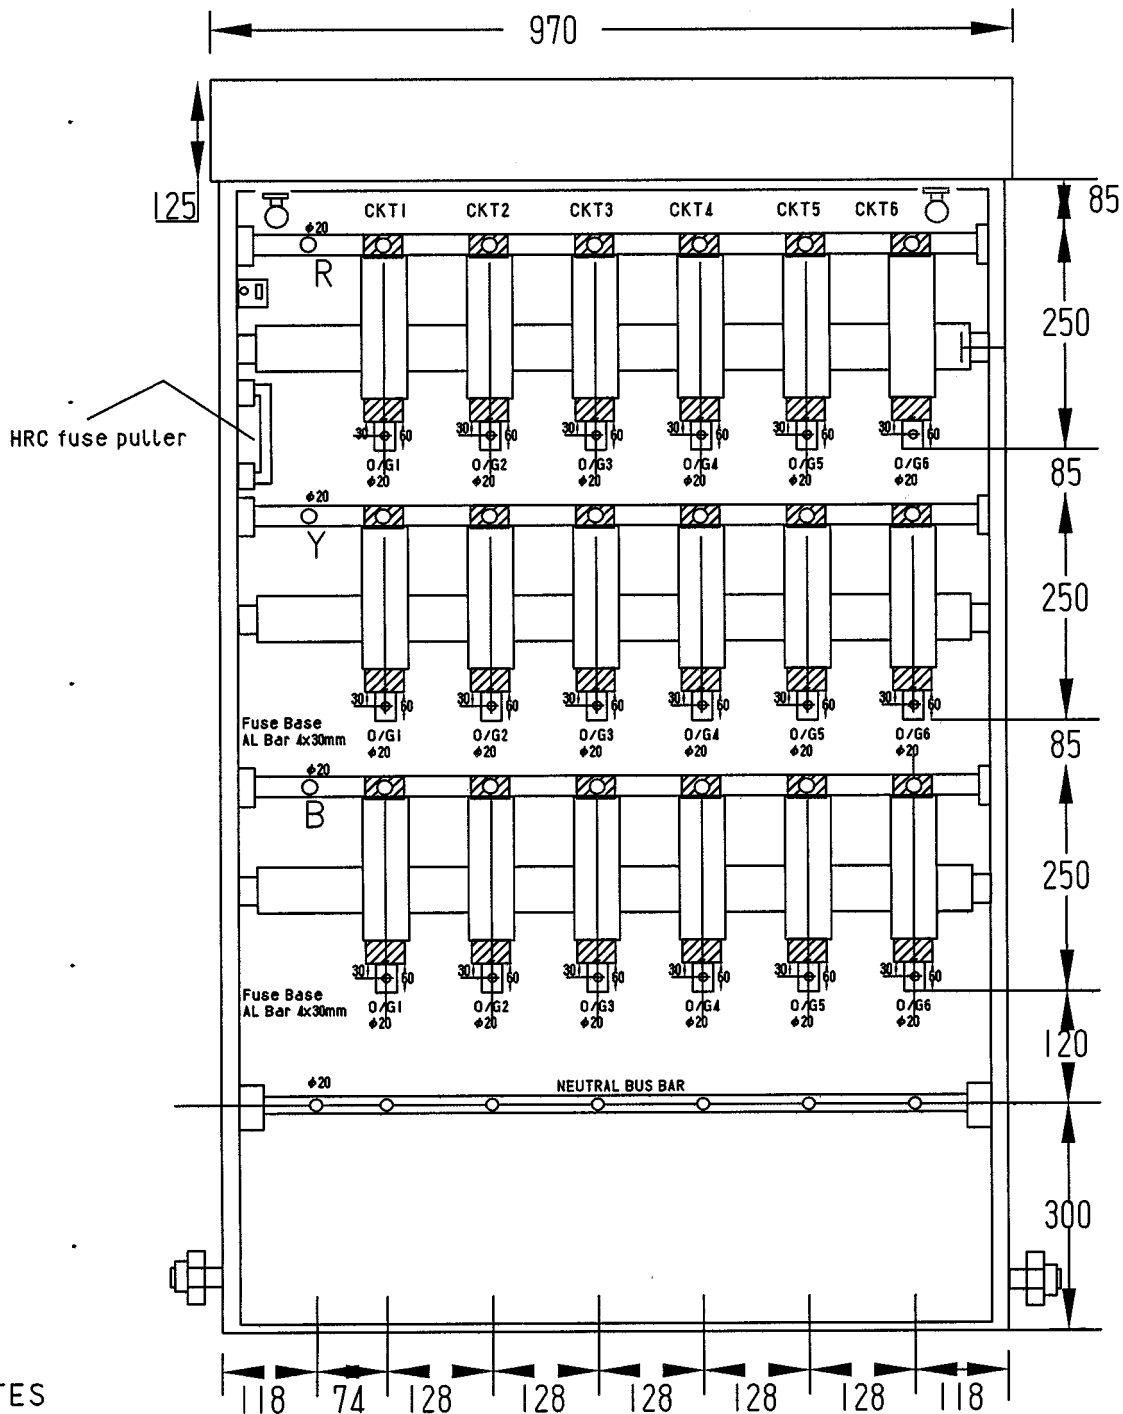 970
125
85
CKT1 CKT2 CKT3 CKT4 CKT5 CKT6
φ20
R
250
HRC fuse puller
30 60 30 60 30 60 30 60 30 60 30 60
O/G1 O/G2 O/G3 O/G4 O/G5 O/G6
φ20 φ20 φ20 φ20 φ20 φ20
85
φ20
Y
250
30 60 30 60 30 60 30 60 30 60 30 60
Fuse Base
AL Bar 4x30mm
O/G1 O/G2 O/G3 O/G4 O/G5 O/G6
φ20 φ20 φ20 φ20 φ20 φ20
85
φ20
B
250
30 60 30 60 30 60 30 60 30 60 30 60
Fuse Base
AL Bar 4x30mm
O/G1 O/G2 O/G3 O/G4 O/G5 O/G6
φ20 φ20 φ20 φ20 φ20 φ20
120
φ20
NEUTRAL BUS BAR
300
TES
118 74 128 128 128 128 128 118